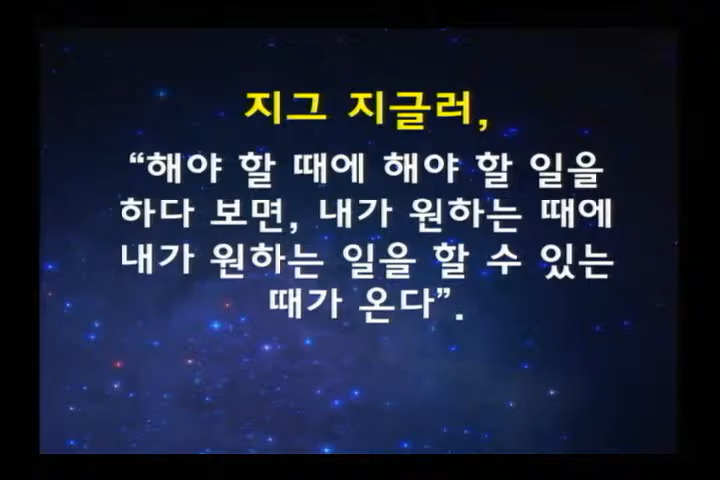 지그 지글러,
“해야 할 때에 해야 할 일을
하다 보면, 내가 원하는 때에
내가 원하는 일을 할 수 있는
때가 온다”.